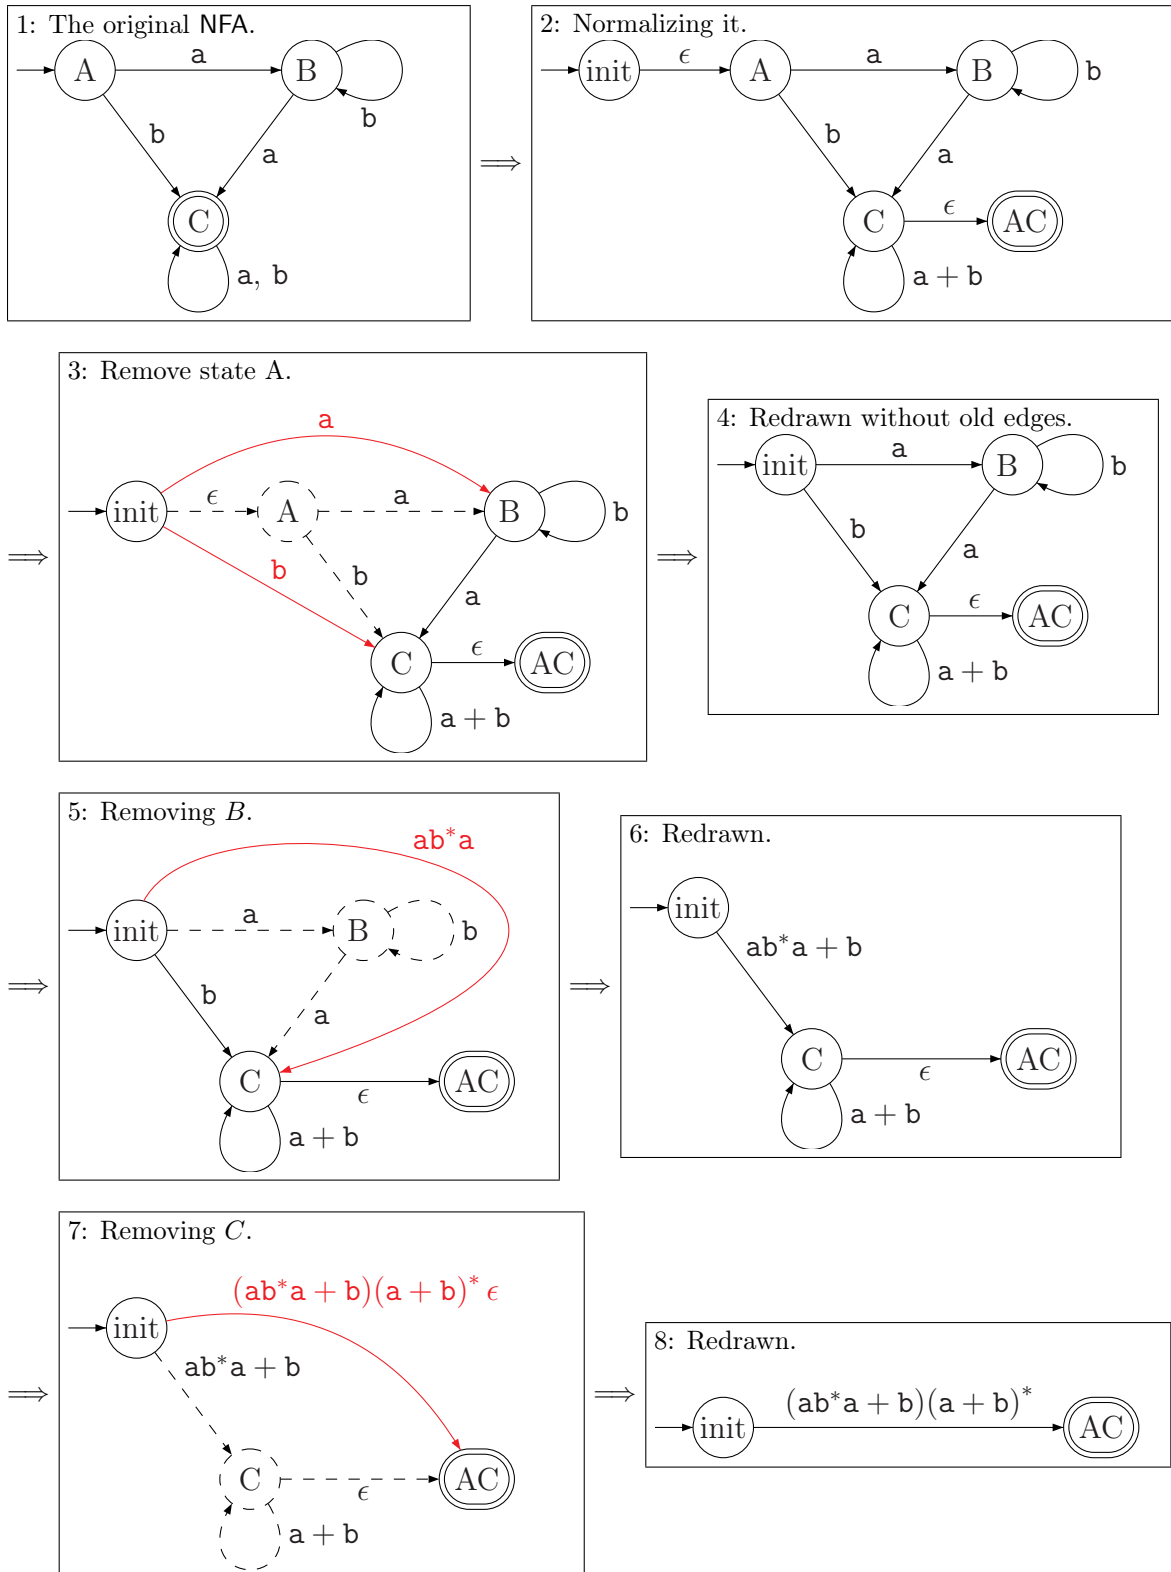 1: The original NFA.
A a B
b
b a
C
a, b
⟹
2: Normalizing it.
init ϵ A a B b
b a
C ϵ AC
a + b
⟹
3: Remove state A.
a
init ϵ A a B b
b b a
C ϵ AC
a + b
⟹
4: Redrawn without old edges.
init a B b
b a
C ϵ AC
a + b
⟹
5: Removing B.
ab*a
init a B b
b a
C ϵ AC
a + b
⟹
6: Redrawn.
init
ab*a + b
C ϵ AC
a + b
⟹
7: Removing C.
(ab*a + b)(a + b)* ϵ
init
ab*a + b
C ϵ AC
a + b
⟹
8: Redrawn.
(ab*a + b)(a + b)*
init AC